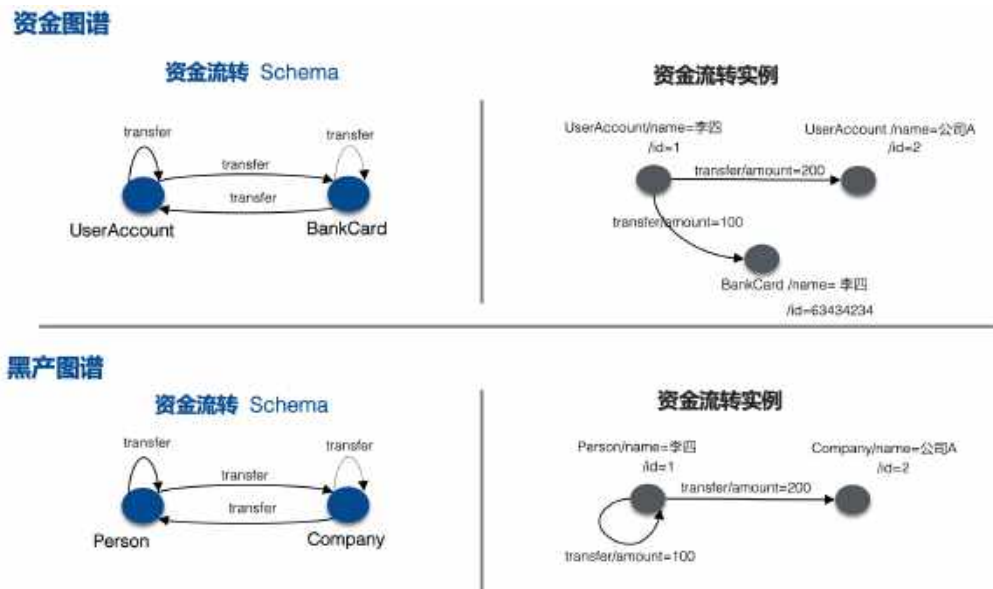 资金图谱
资金流转 Schema
transfer
transfer
transfer
transfer
UserAccount
BankCard
资金流转实例
UserAccount/name=李四
/id=1
UserAccount /name=公司A
/id=2
transfer/amount=200
transfer/amount=100
BankCard /name= 李四
/id=63434234
黑产图谱
资金流转 Schema
transfer
transfer
transfer
transfer
Person
Company
资金流转实例
Person/name=李四
/id=1
Company/name=公司A
/id=2
transfer/amount=200
transfer/amount=100